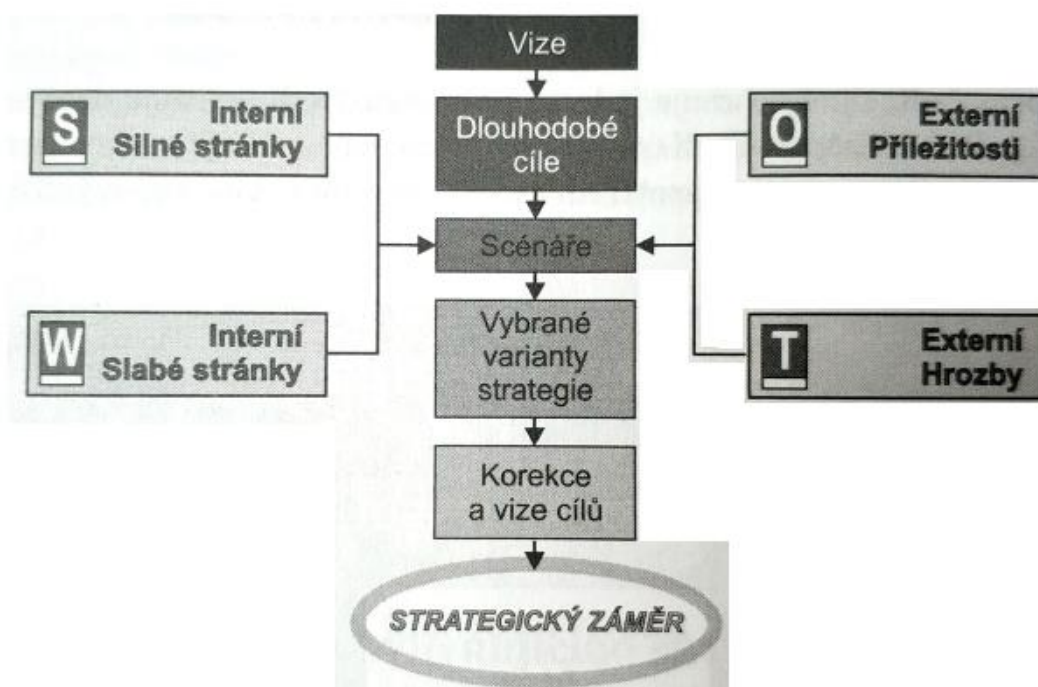 Vize
S
Interní
Silné stránky
Dlouhodobé
cíle
O
Externí
Příležitosti
Scénáře
W
Interní
Slabé stránky
Vybrané
varianty
strategie
T
Externí
Hrozby
Korekce
a vize cílů
STRATEGICKÝ ZÁMĚR